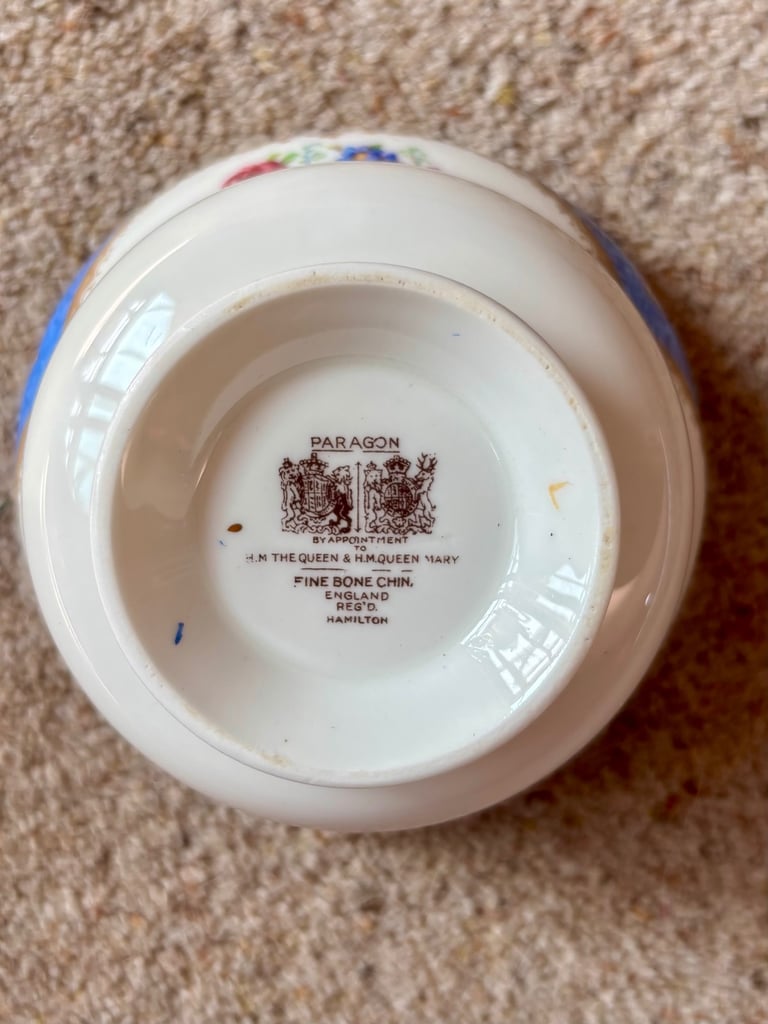 PARAGON
BY APPOINTMENT
TO
H.M THE QUEEN & H.M.QUEEN MARY
FINE BONE CHIN.
ENGLAND
REG'D.
HAMILTON